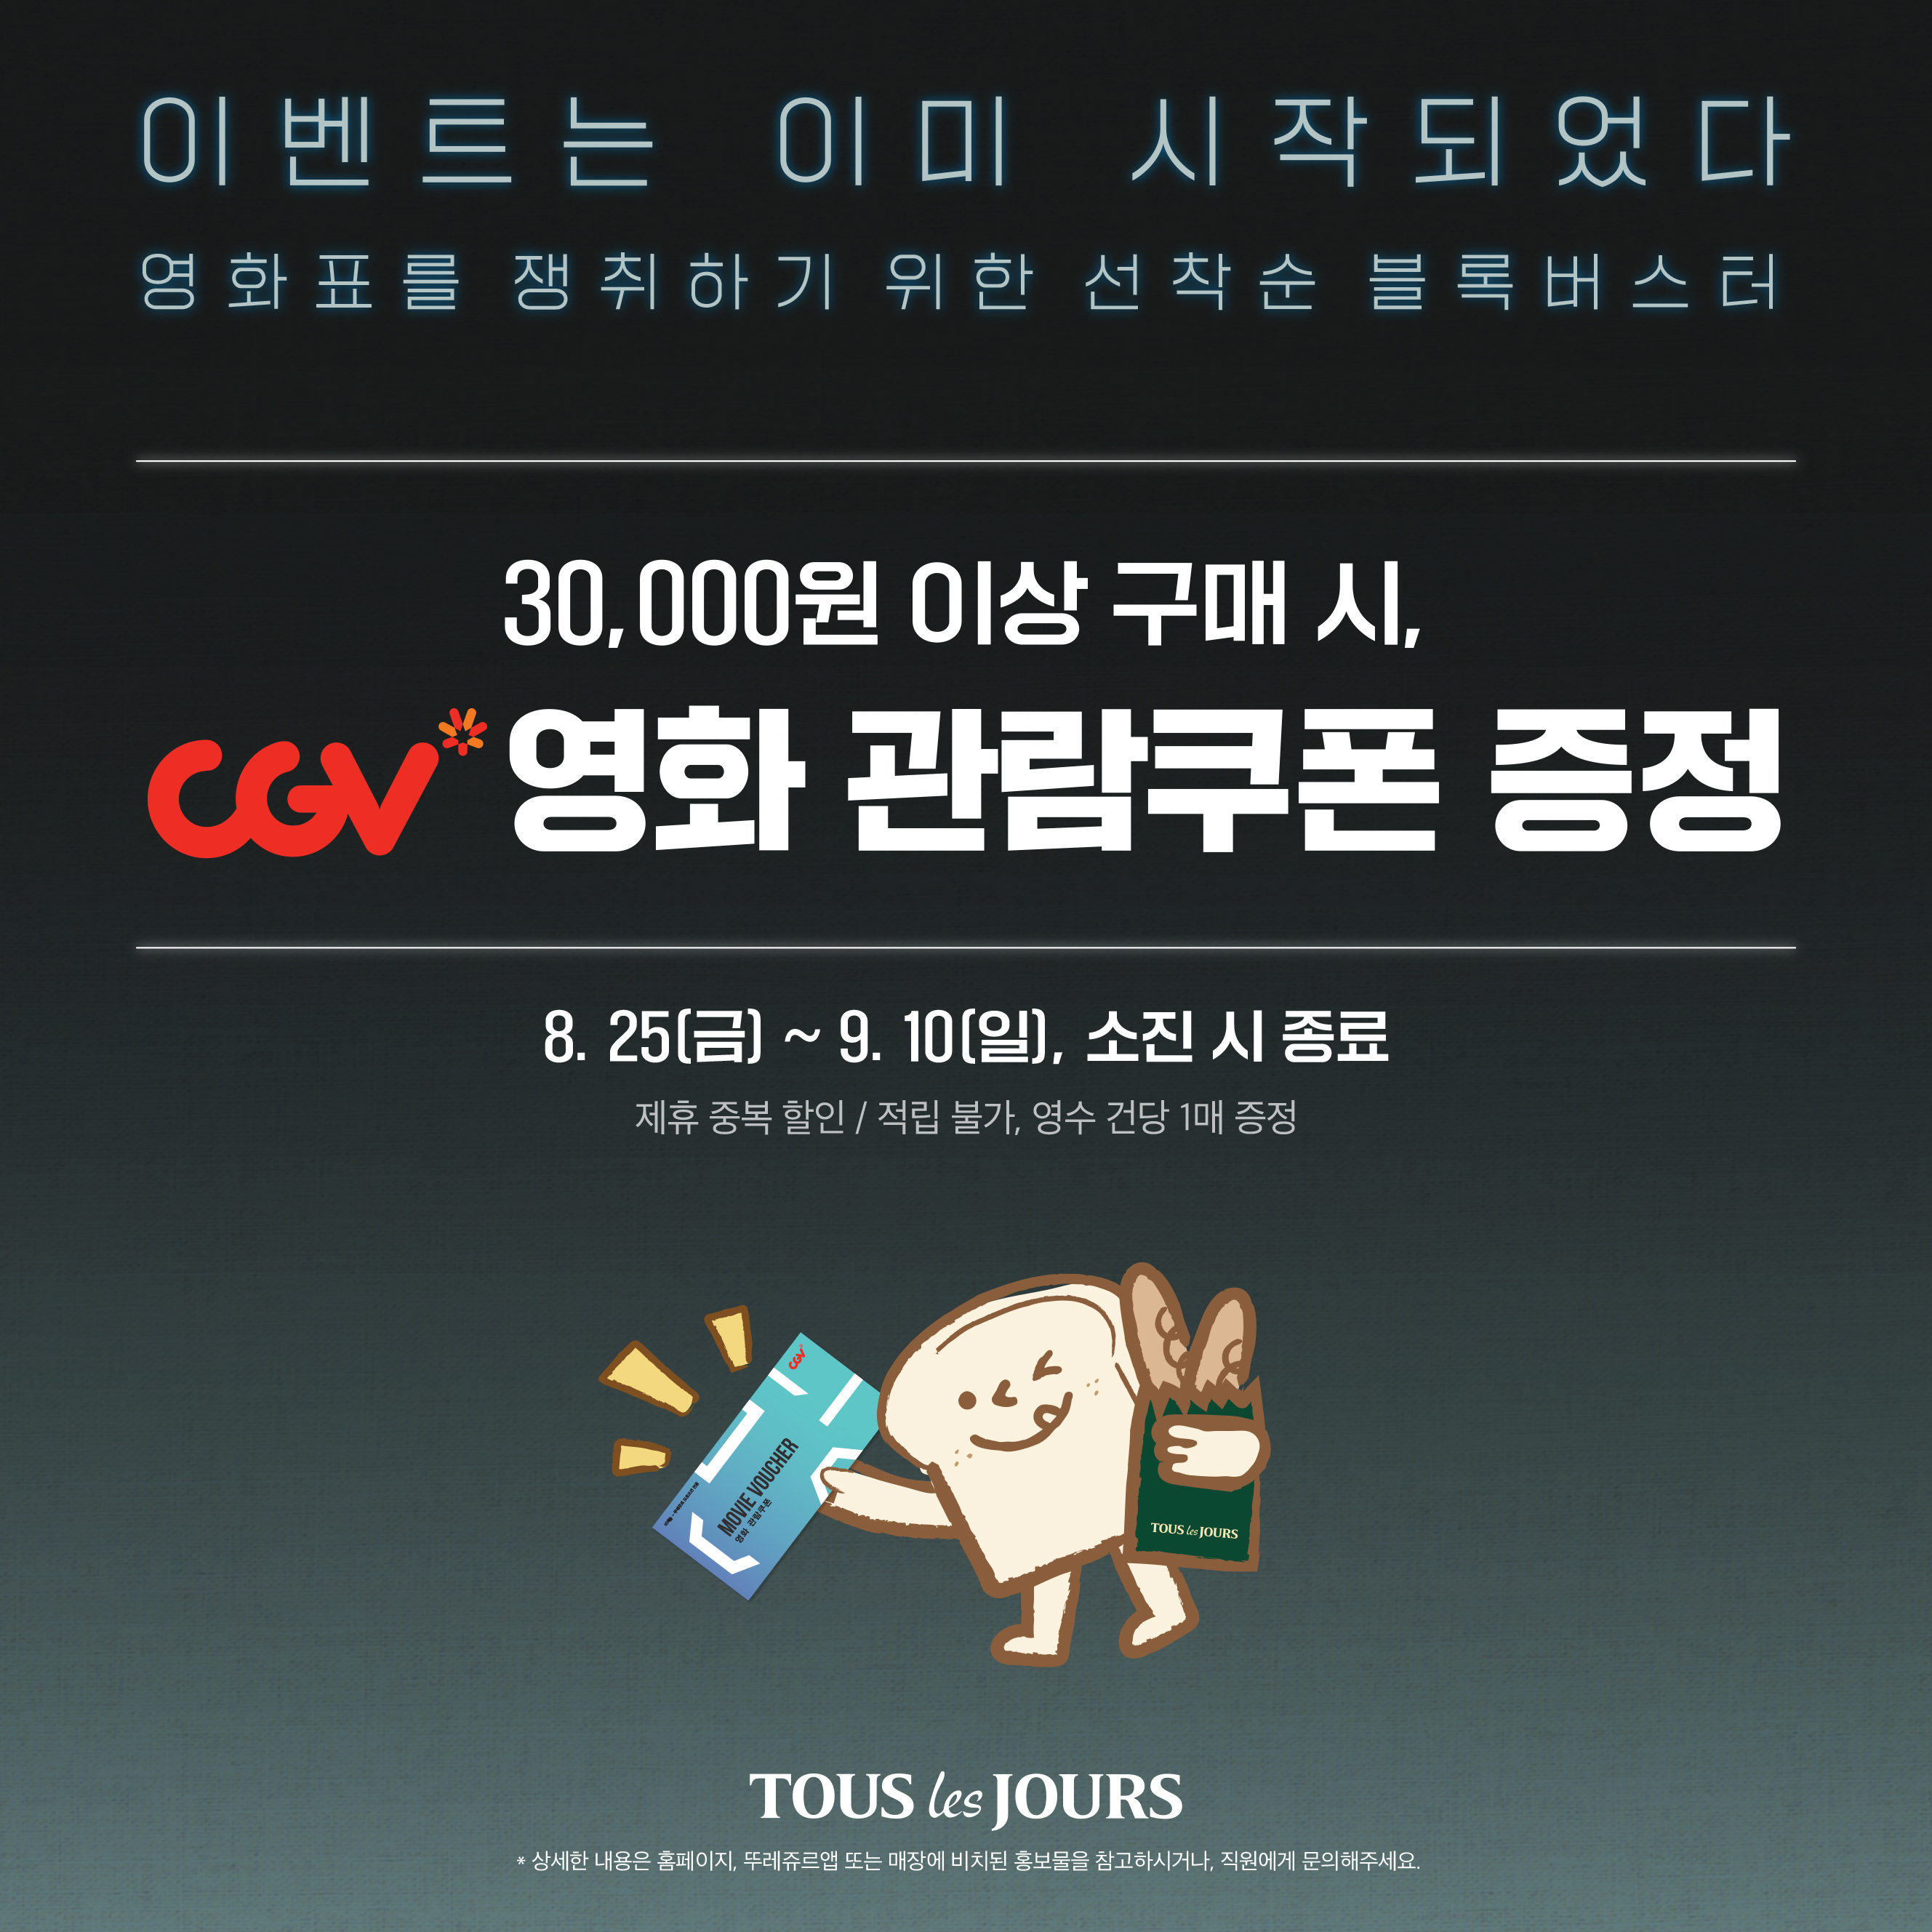 이벤트는 이미 시작되었다
영화표를 쟁취하기 위한 선착순 블록버스터
30,000원 이상 구매 시,
CGV 영화 관람쿠폰 증정
8. 25(금) ~ 9. 10(일), 소진 시 종료
제휴 중복 할인 / 적립 불가, 영수 건당 1매 증정
CGV
MOVIE VOUCHER
영화 관람쿠폰
TOUS les JOURS
TOUS les JOURS
* 상세한 내용은 홈페이지, 뚜레쥬르앱 또는 매장에 비치된 홍보물을 참고하시거나, 직원에게 문의해주세요.